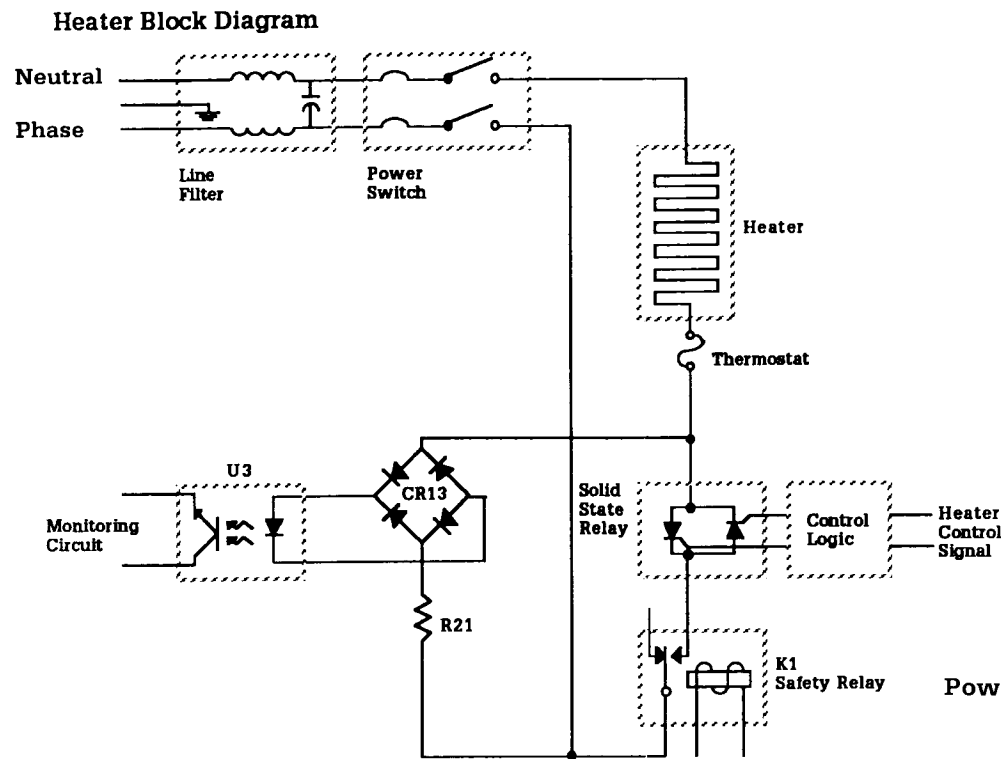 Heater Block Diagram
Neutral
Phase
Line
Filter
Power
Switch
Heater
Thermostat
U3
CR13
Monitoring
Circuit
R21
Solid
State
Relay
Control
Logic
Heater
Control
Signal
K1
Safety Relay
Pow